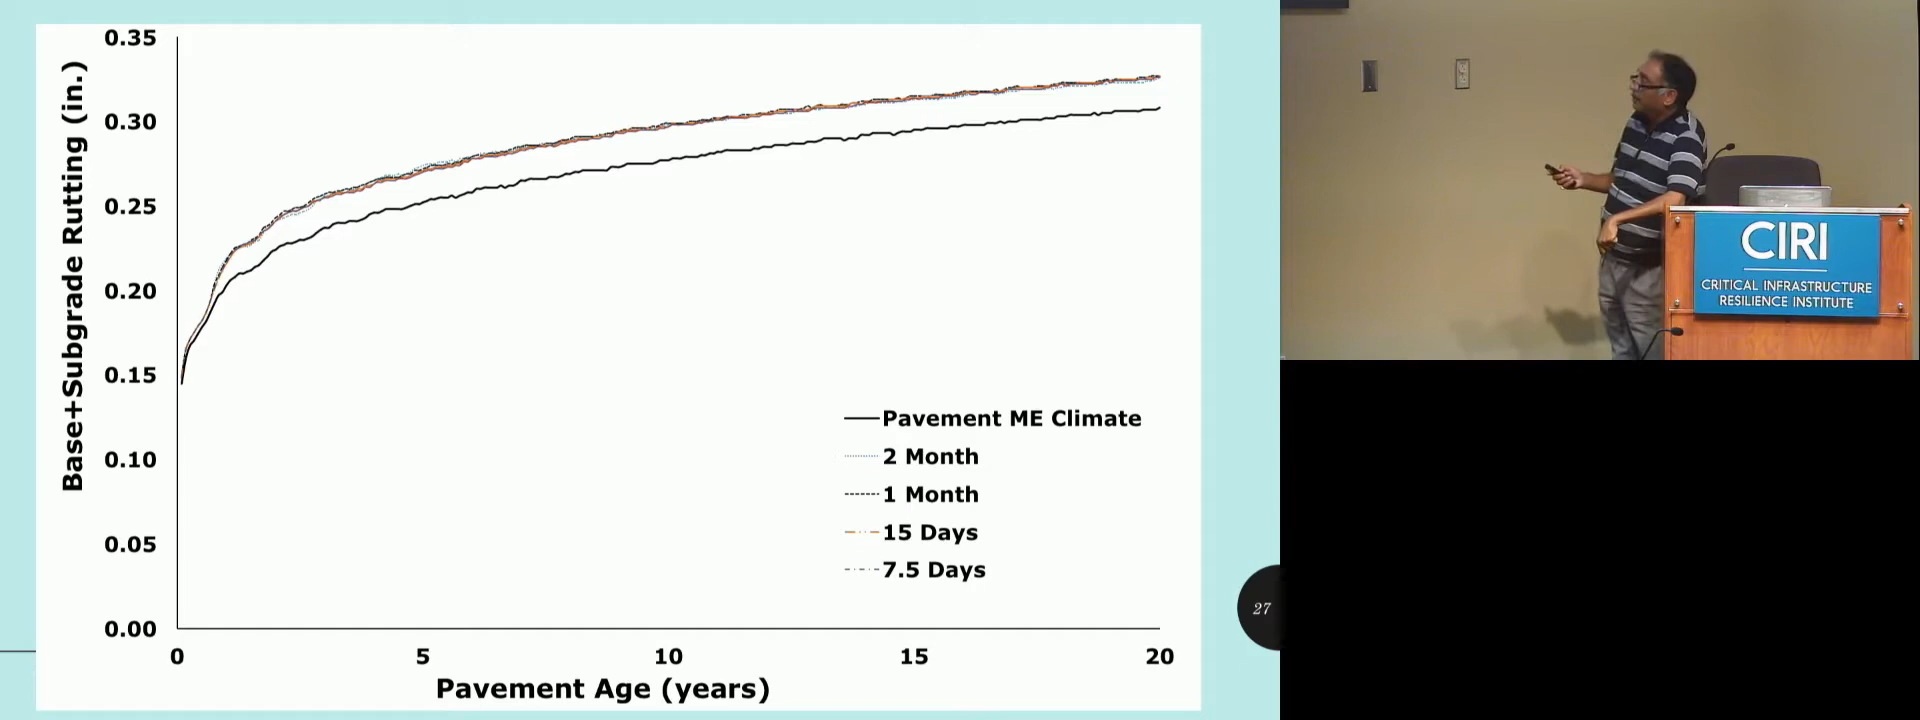 0.35
0.30
0.25
0.20
0.15
0.10
0.05
0.00
Base+Subgrade Rutting (in.)
0 5 10 15 20
Pavement Age (years)
Pavement ME Climate
2 Month
1 Month
15 Days
7.5 Days
27
CIRI
CRITICAL INFRASTRUCTURE
RESILIENCE INSTITUTE